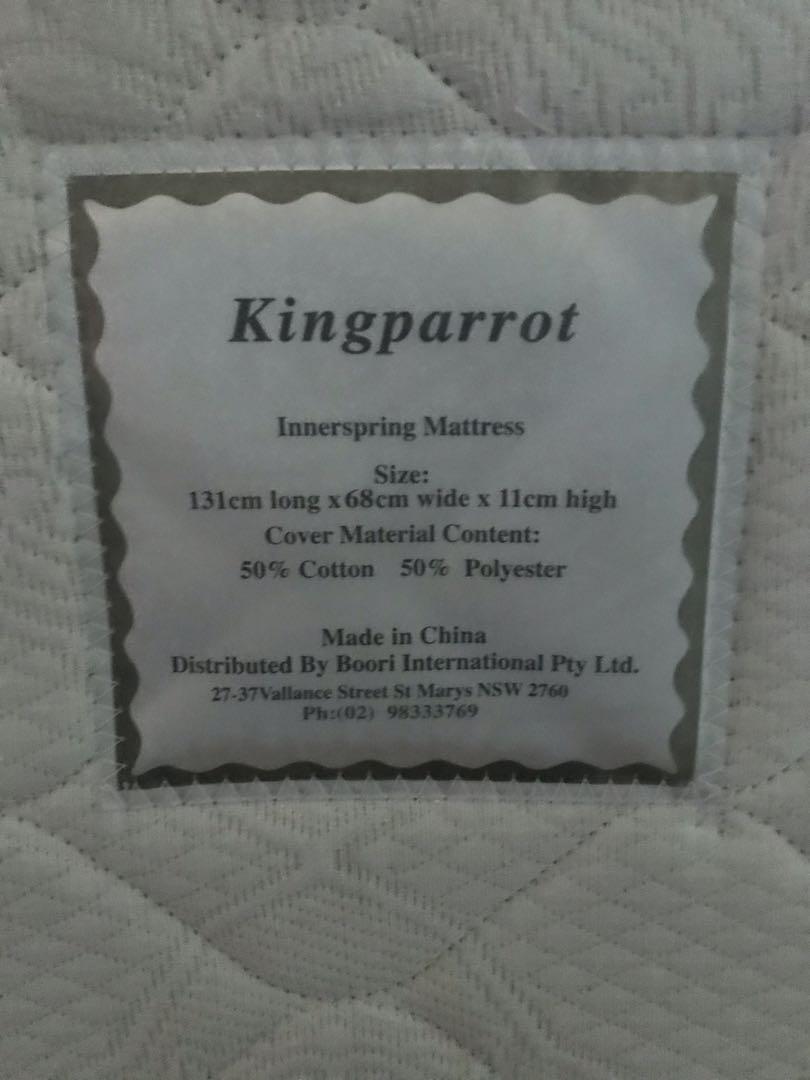 Kingparrot
Innerspring Mattress
Size:
131cm long x 68cm wide x 11cm high
Cover Material Content:
50% Cotton 50% Polyester
Made in China
Distributed By Boori International Pty Ltd.
27-37Vallance Street St Marys NSW 2760
Ph:(02) 98333769